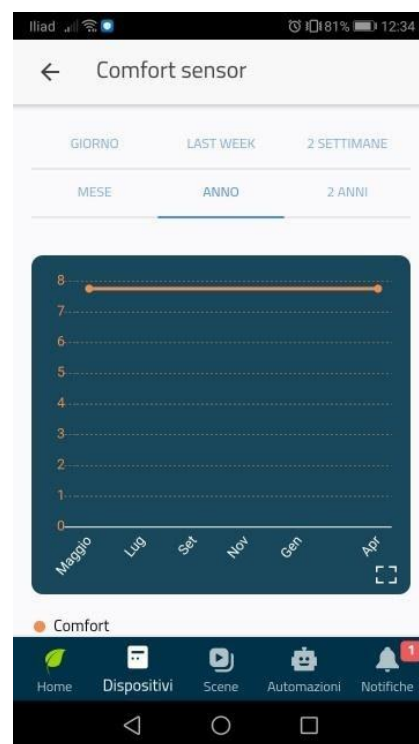 Iliad 81% 12:34
Comfort sensor
GIORNO LAST WEEK 2 SETTIMANE
MESE ANNO 2 ANNI
8
7
6
5
4
3
2
1
0
Maggio Lug Set Nov Gen Apr
Comfort
1
Home Dispositivi Scene Automazioni Notifiche